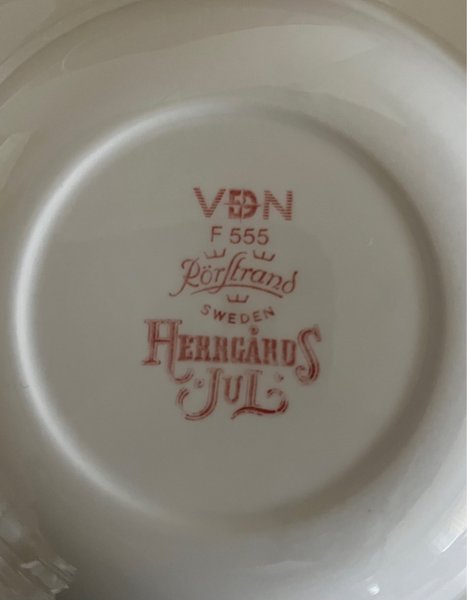 VDN
F 555
Rörstrand
SWEDEN
HERRGÅRDS
JUL